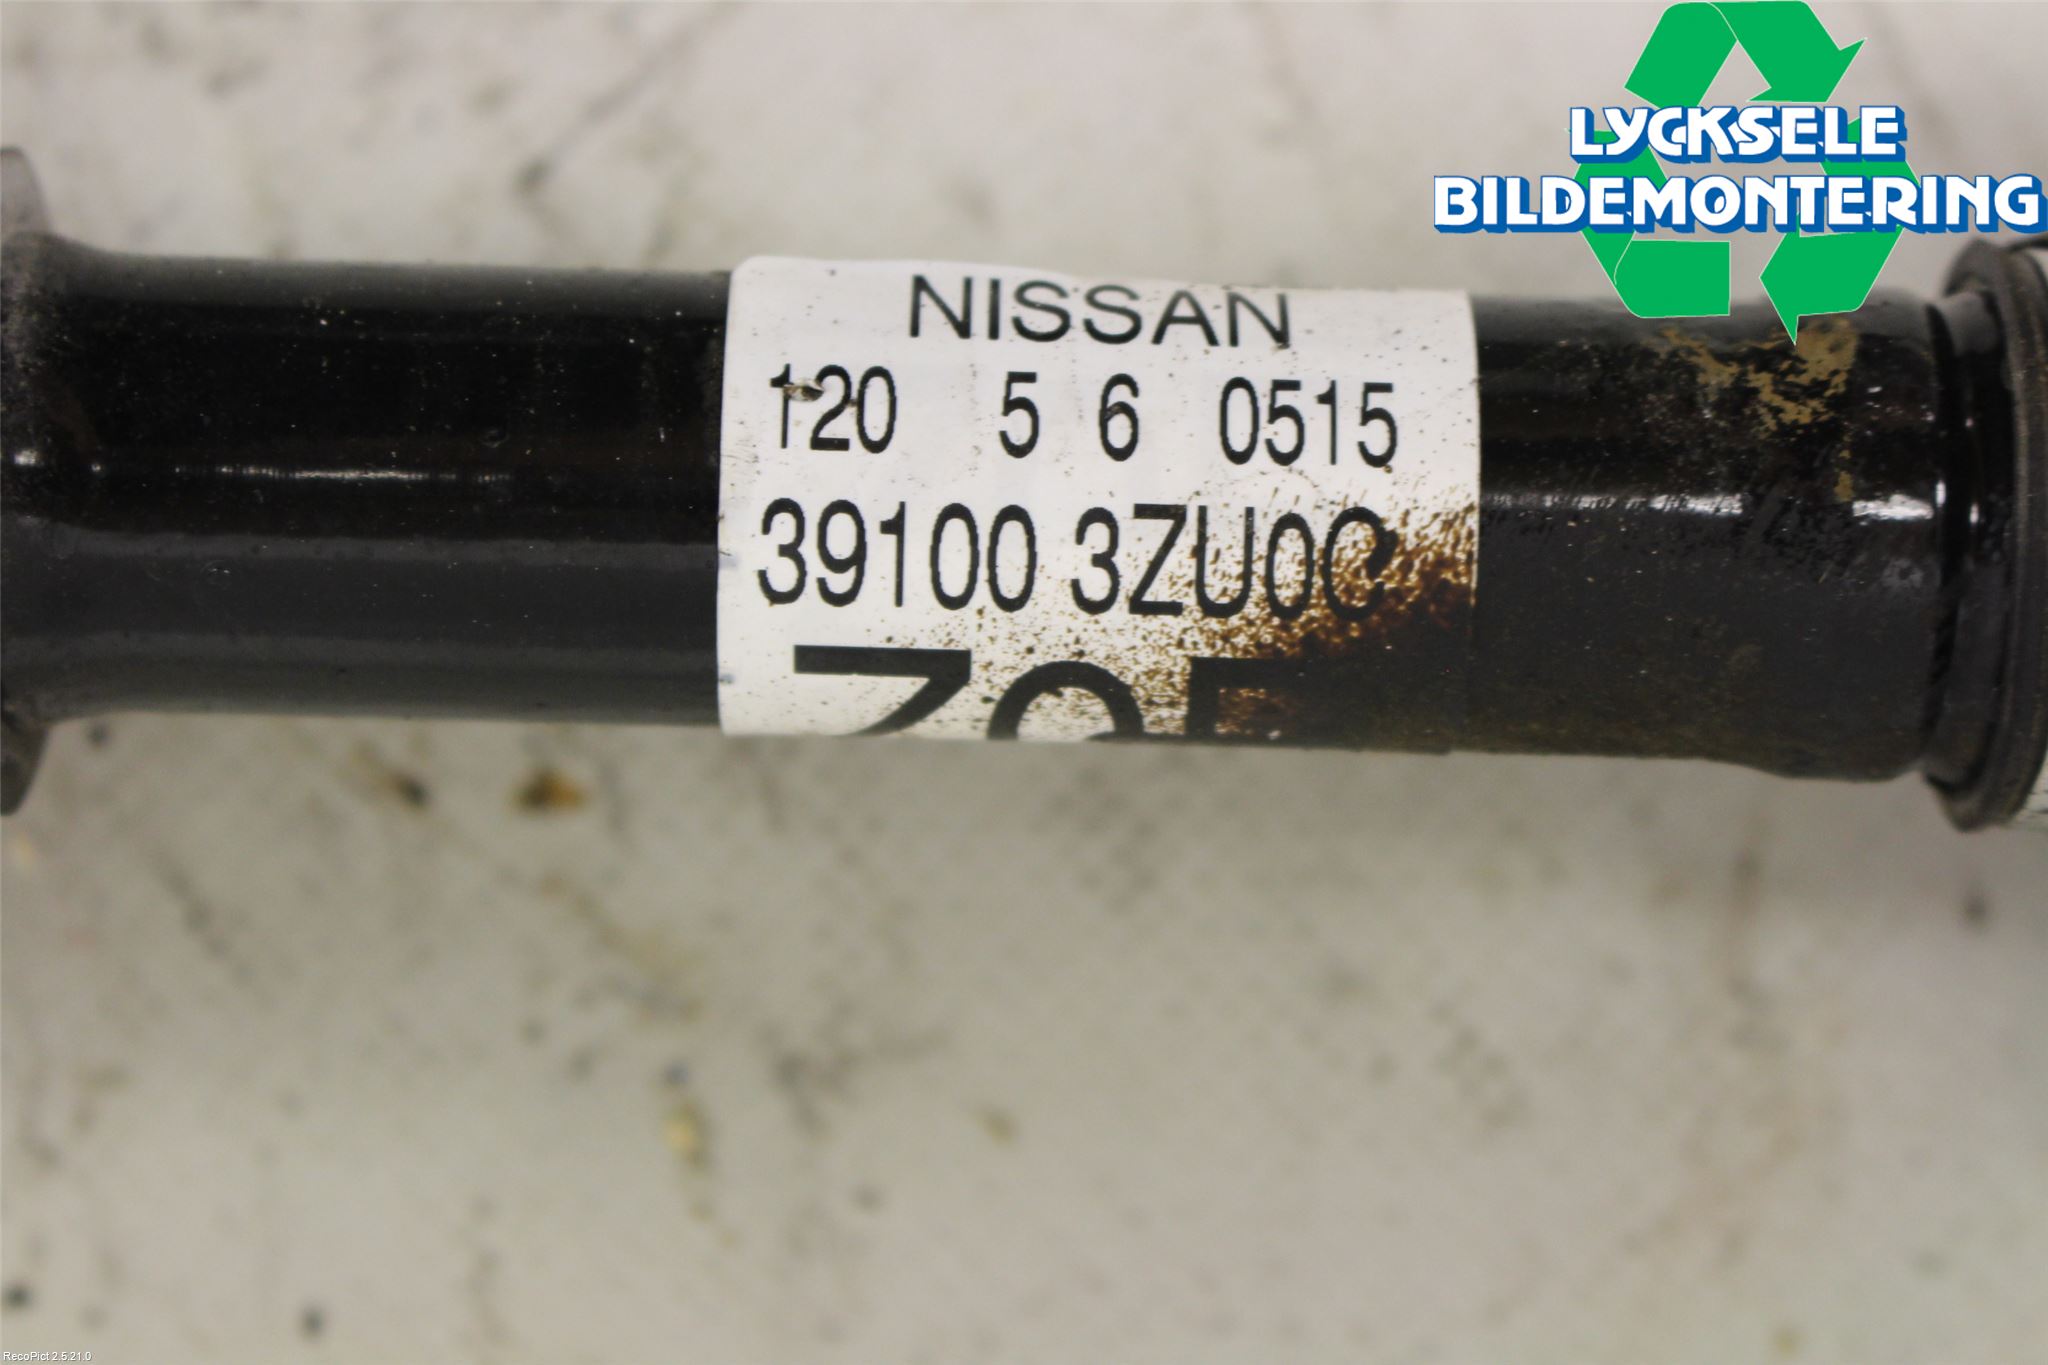 LYCKSELE
BILDEMONTERING
NISSAN
120 5 6 0515
39100 3ZU0C
RecoPict 2.5.21.0